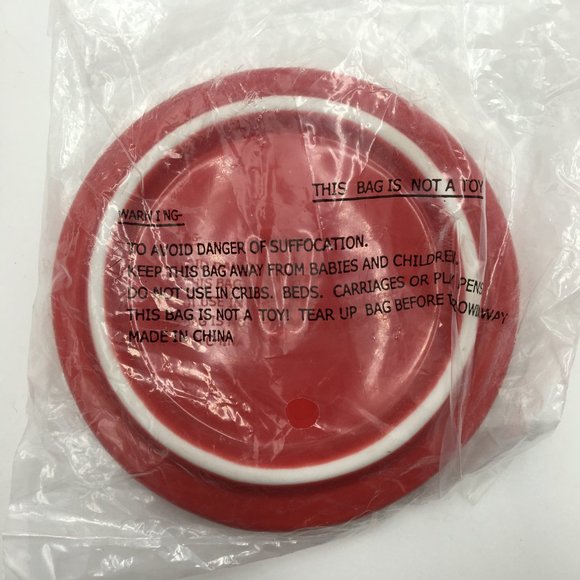 THIS BAG IS NOT A TOY
WARNING-
TO AVOID DANGER OF SUFFOCATION.
KEEP THIS BAG AWAY FROM BABIES AND CHILDREN.
DO NOT USE IN CRIBS. BEDS. CARRIAGES OR PLAYPENS
THIS BAG IS NOT A TOY! TEAR UP BAG BEFORE THROWING AWAY
MADE IN CHINA